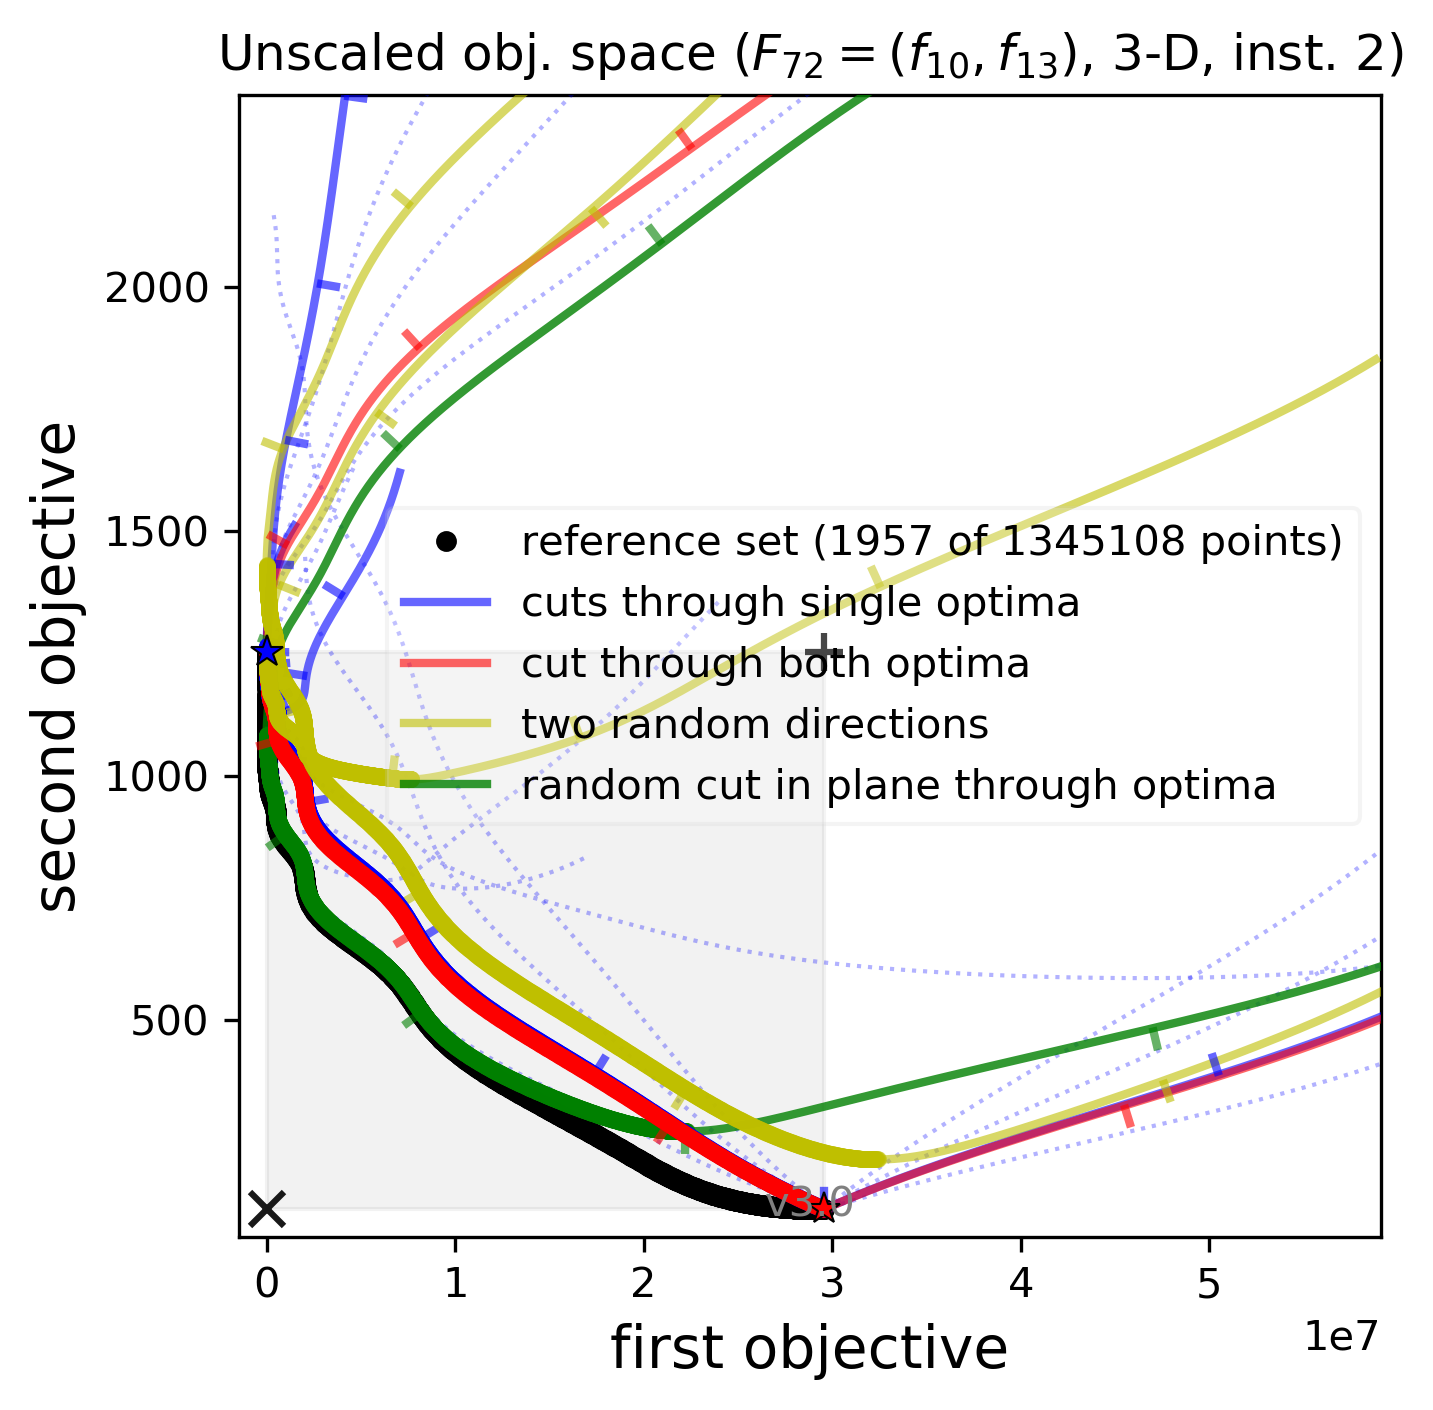 Unscaled obj. space (F₇₂ = (f₁₀, f₁₃), 3-D, inst. 2)
second objective
2000
1500
1000
500
reference set (1957 of 1345108 points)
cuts through single optima
cut through both optima
two random directions
random cut in plane through optima
v3.0
0 1 2 3 4 5
1e7
first objective